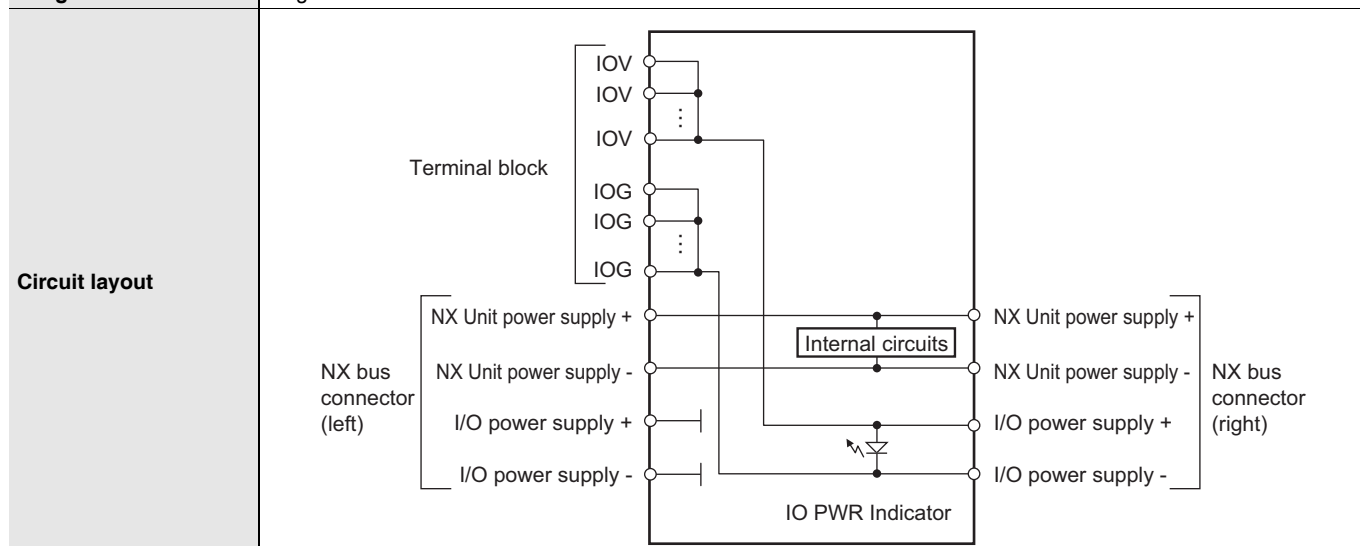 Circuit layout
IOV
IOV
⋮
IOV
Terminal block
IOG
IOG
⋮
IOG
NX Unit power supply +
NX Unit power supply +
Internal circuits
NX bus
connector
(left)
NX Unit power supply -
NX Unit power supply -
NX bus
connector
(right)
I/O power supply +
I/O power supply +
I/O power supply -
I/O power supply -
IO PWR Indicator